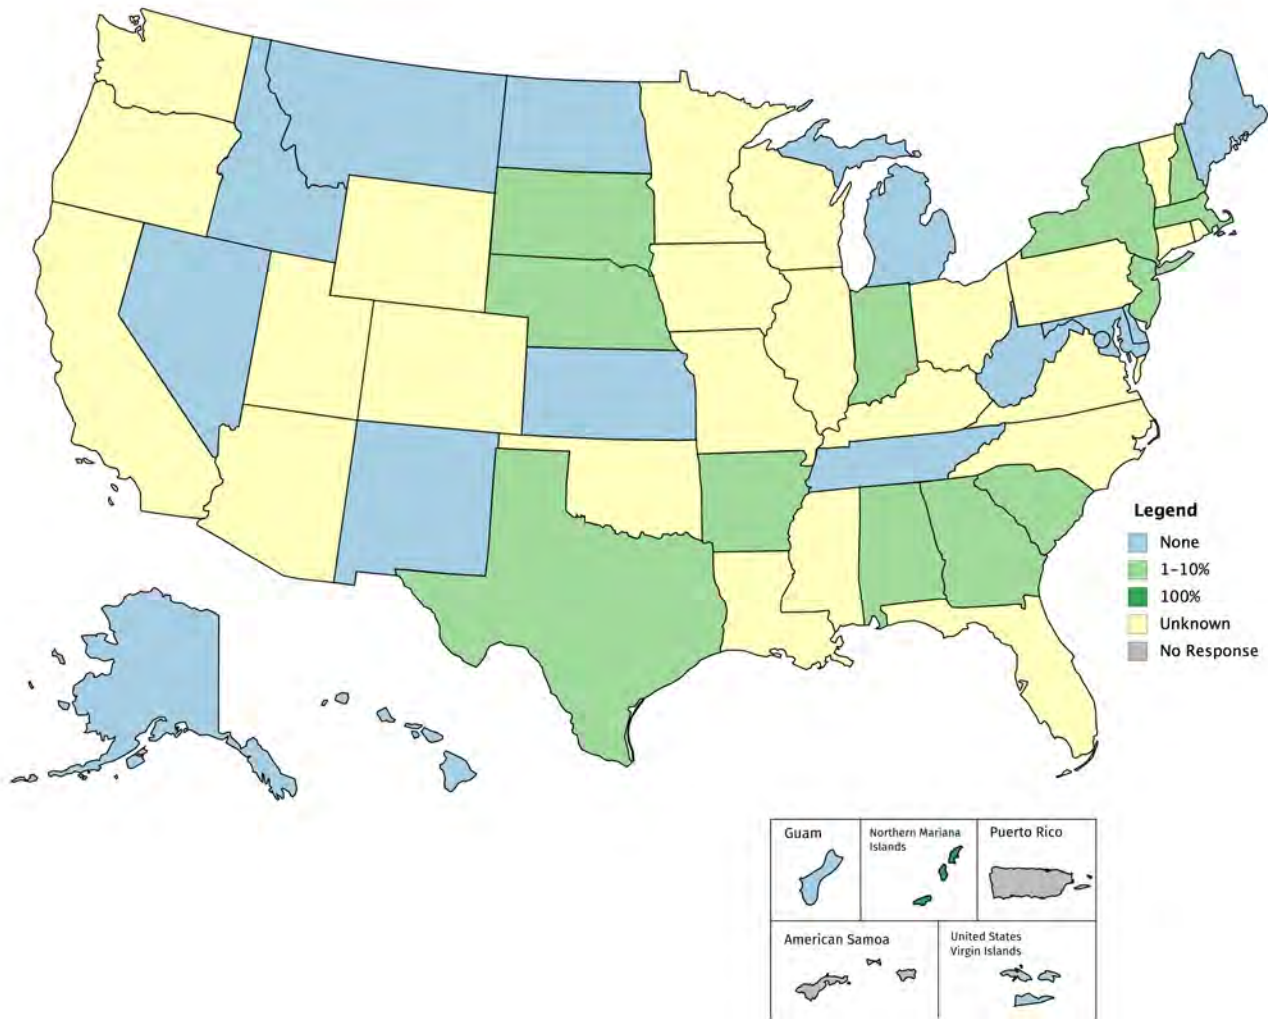 Legend
None
1–10%
100%
Unknown
No Response
Guam
Northern Mariana
Islands
Puerto Rico
American Samoa
United States
Virgin Islands